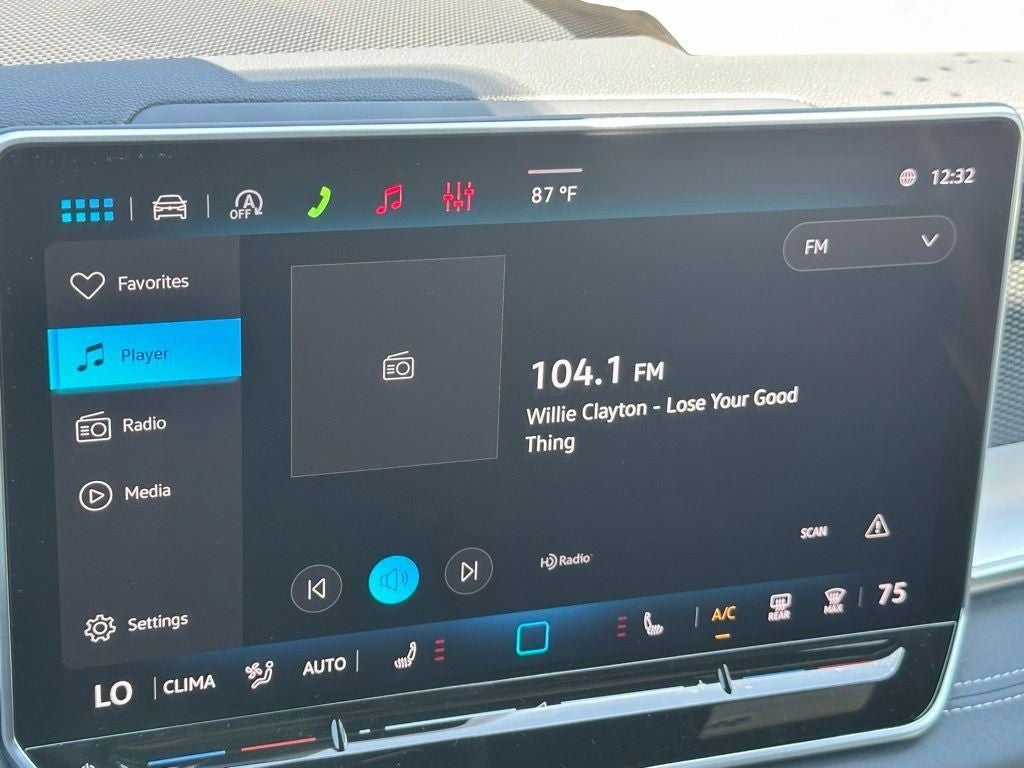 A
OFF
87 °F
12:32
Favorites
FM
Player
104.1 FM
Radio
Willie Clayton - Lose Your Good
Thing
Media
SCAN
HD Radio
Settings
LO
CLIMA
AUTO
A/C
REAR
MAX
75